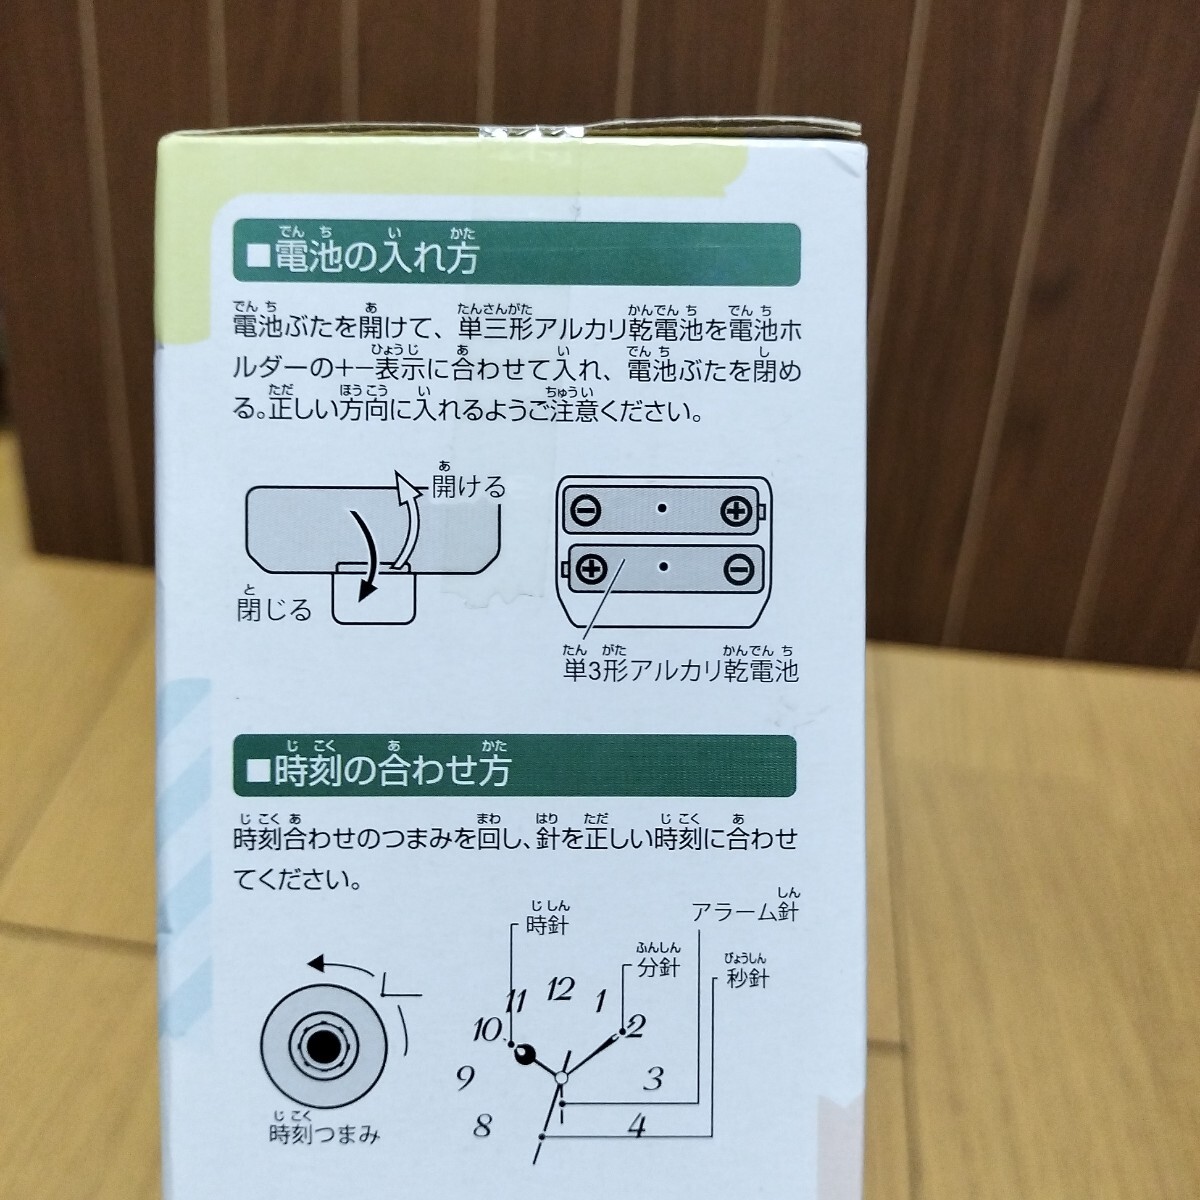 ■電池の入れ方
電池ぶたを開けて、単三形アルカリ乾電池を電池ホ
ルダーの+−表示に合わせて入れ、電池ぶたを閉め
る。正しい方向に入れるようご注意ください。
開ける
閉じる
単3形アルカリ乾電池
■時刻の合わせ方
時刻合わせのつまみを回し、針を正しい時刻に合わせ
てください。
時針
アラーム針
分針
秒針
11 12 1
10 2
9 3
8 4
時刻つまみ